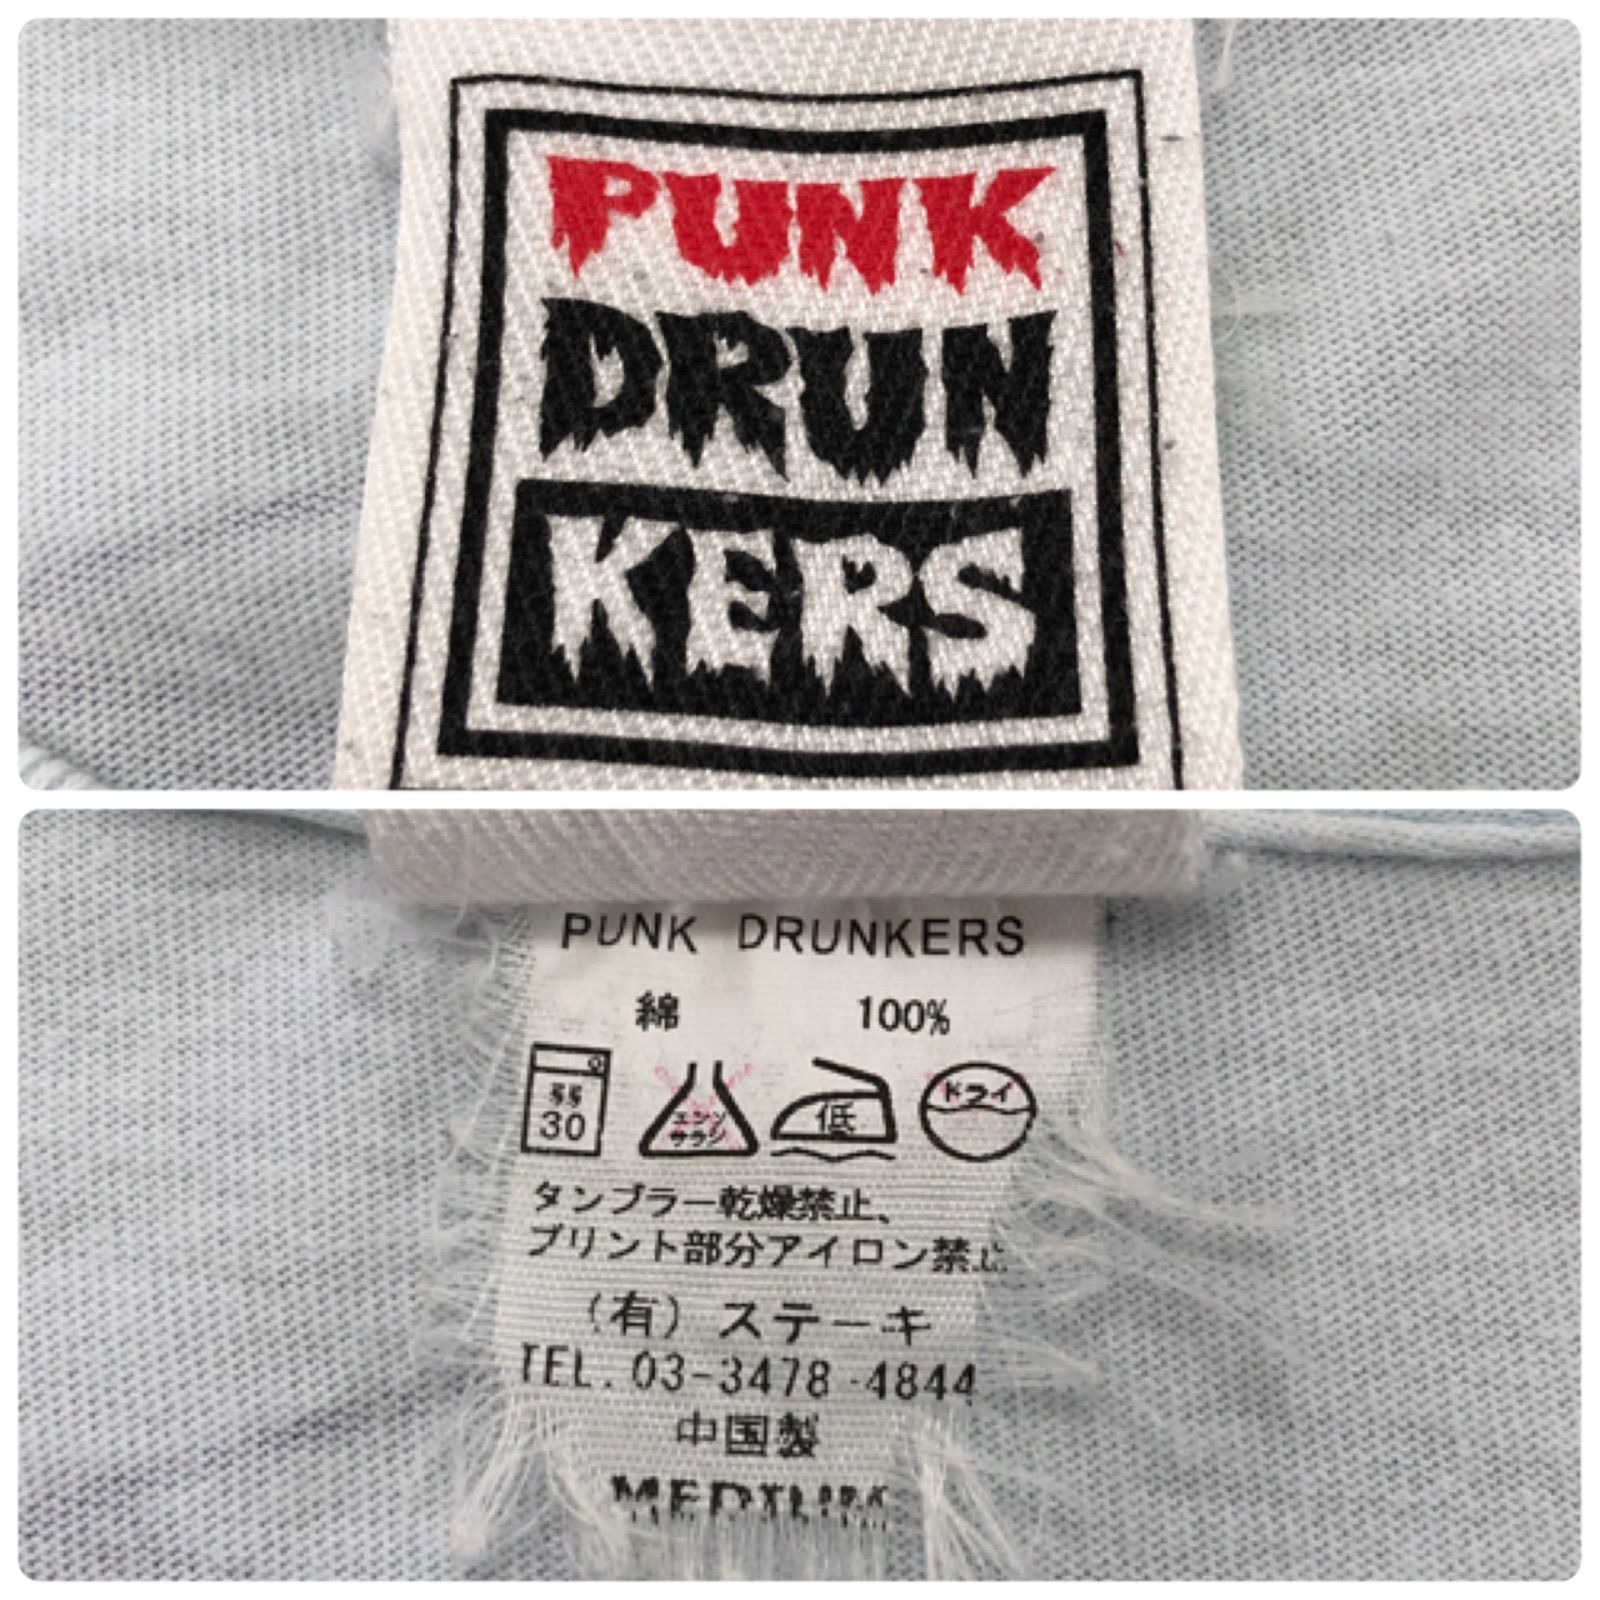 PUNK
DRUN
KERS
PUNK DRUNKERS
綿 100%
弱 30 エンソサラシ 低 ドライ
タンブラー乾燥禁止、
プリント部分アイロン禁止
（有）ステーキ
TEL. 03-3478-4844
中国製
MEDIUM